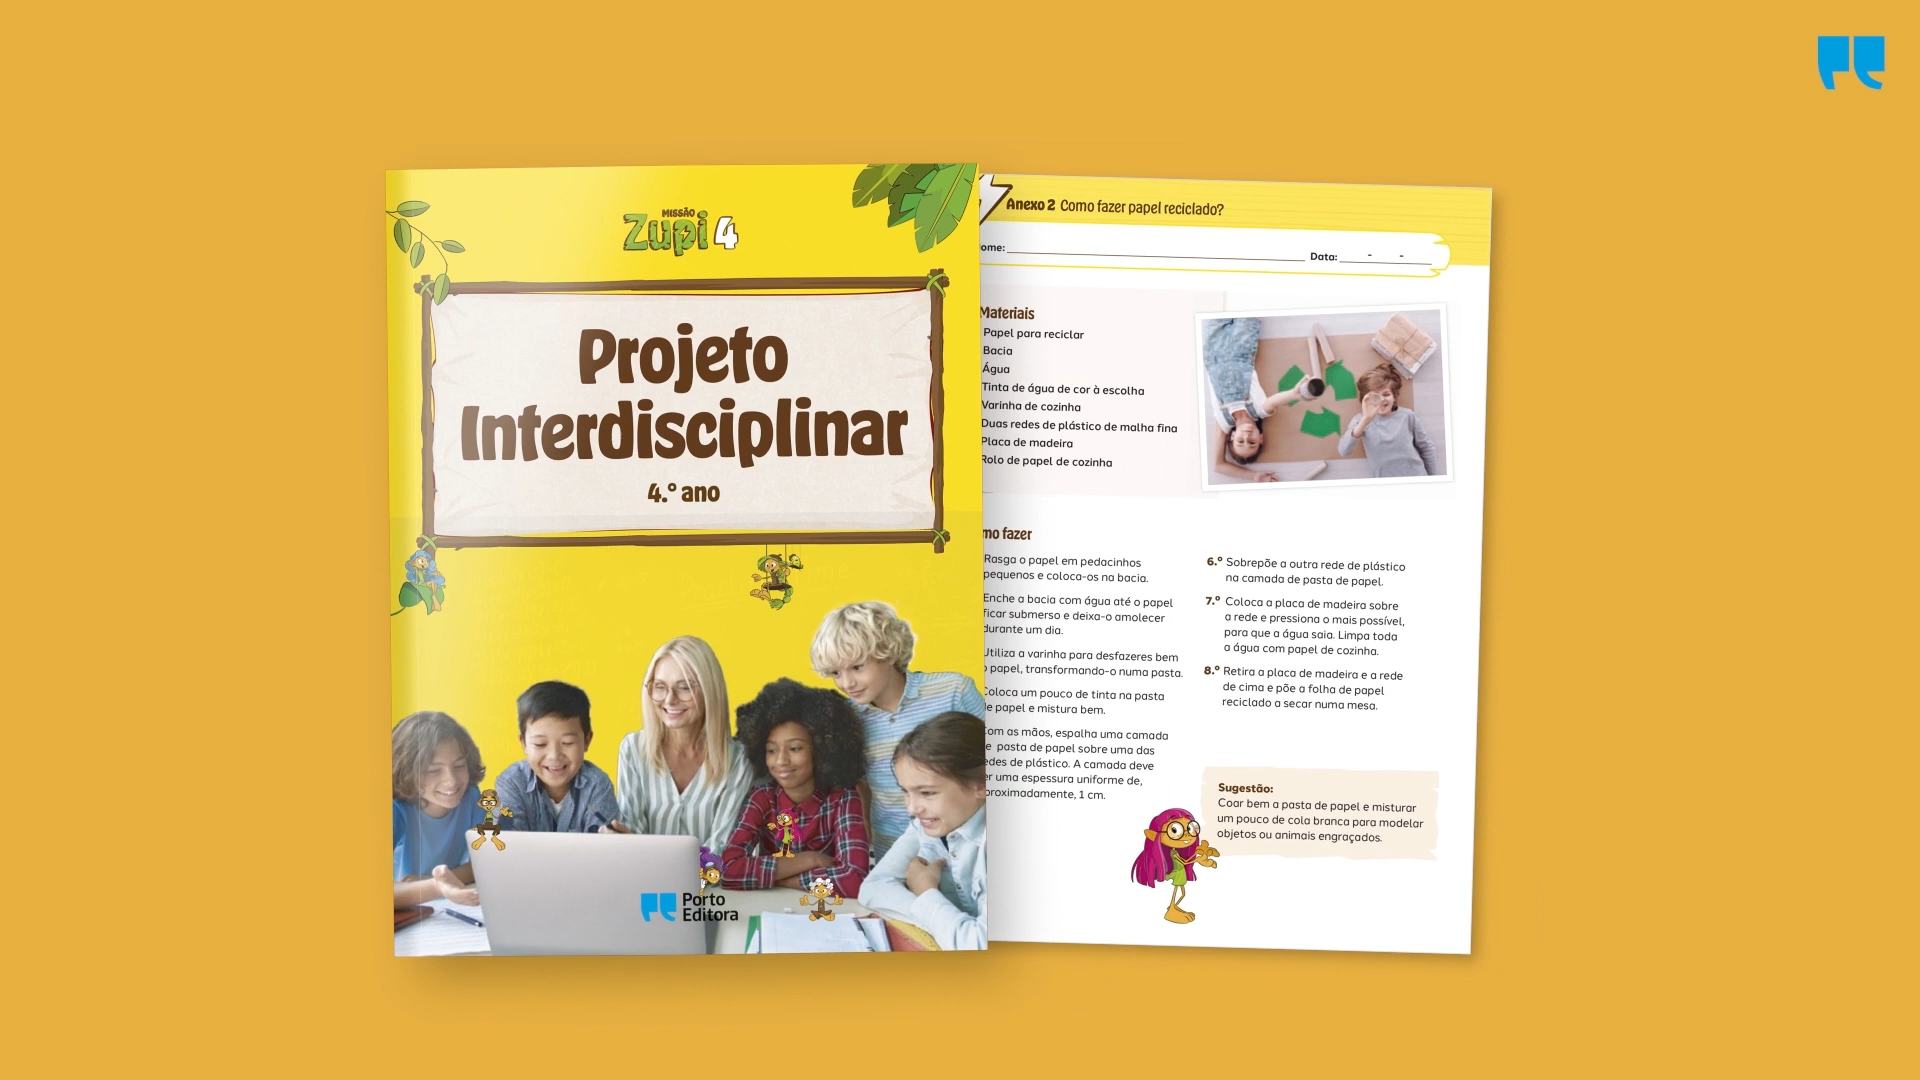 MISSÃO
Zupi 4
Projeto
Interdisciplinar
4.º ano
Porto
Editora
Anexo 2 Como fazer papel reciclado?
ome:
Data: - -
Materiais
Papel para reciclar
Bacia
Água
Tinta de água de cor à escolha
Varinha de cozinha
Duas redes de plástico de malha fina
Placa de madeira
Rolo de papel de cozinha
mo fazer
Rasga o papel em pedacinhos
pequenos e coloca-os na bacia.
Enche a bacia com água até o papel
ficar submerso e deixa-o amolecer
durante um dia.
Utiliza a varinha para desfazeres bem
o papel, transformando-o numa pasta.
Coloca um pouco de tinta na pasta
de papel e mistura bem.
Com as mãos, espalha uma camada
e pasta de papel sobre uma das
edes de plástico. A camada deve
er uma espessura uniforme de,
proximadamente, 1 cm.
6.º Sobrepõe a outra rede de plástico
na camada de pasta de papel.
7.º Coloca a placa de madeira sobre
a rede e pressiona o mais possível,
para que a água saia. Limpa toda
a água com papel de cozinha.
8.º Retira a placa de madeira e a rede
de cima e põe a folha de papel
reciclado a secar numa mesa.
Sugestão:
Coar bem a pasta de papel e misturar
um pouco de cola branca para modelar
objetos ou animais engraçados.